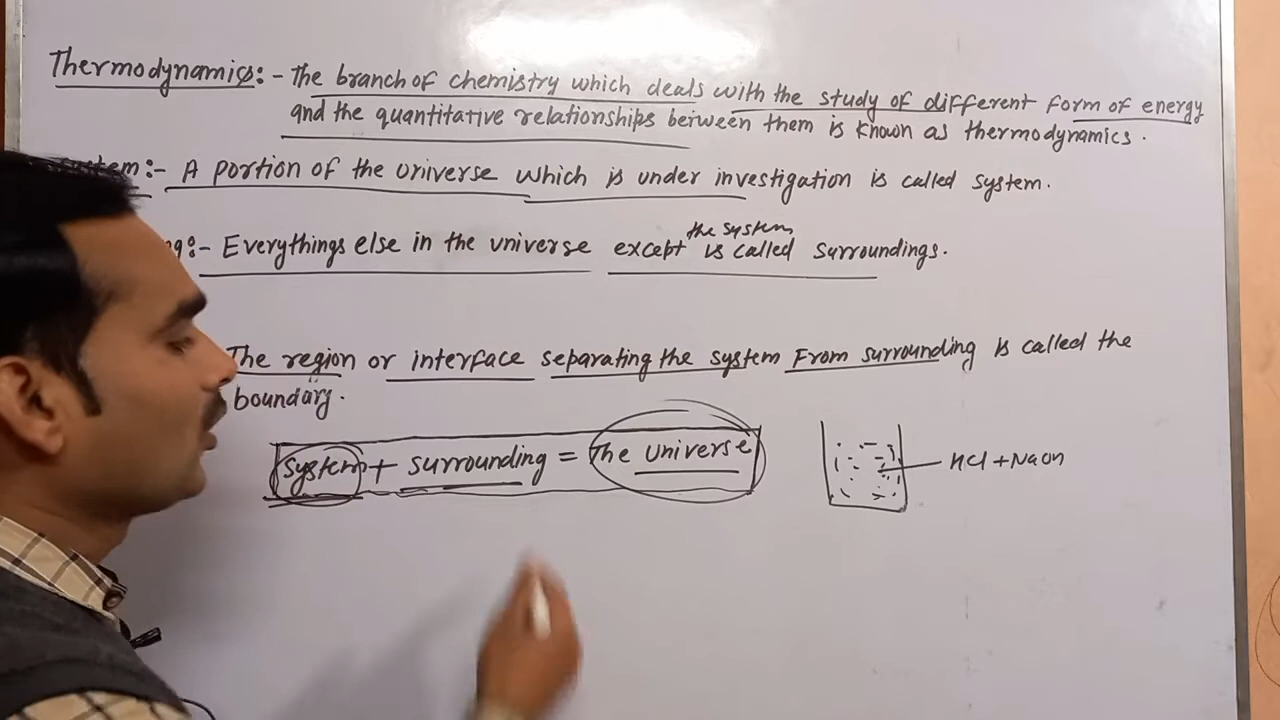 Thermodynamics:- The branch of chemistry which deals with the study of different form of energy
and the quantitative relationships between them is known as thermodynamics.
:- A portion of the universe which is under investigation is called system.
the system
:- Everythings else in the universe except is called surroundings.
The region or interface separating the system From surrounding is called the
boundary.
System + surrounding = The universe
HCl + NaOH